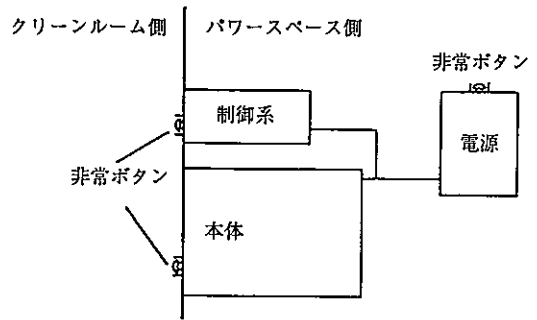 クリーンルーム側
パワースペース側
非常ボタン
制御系
電源
非常ボタン
本体